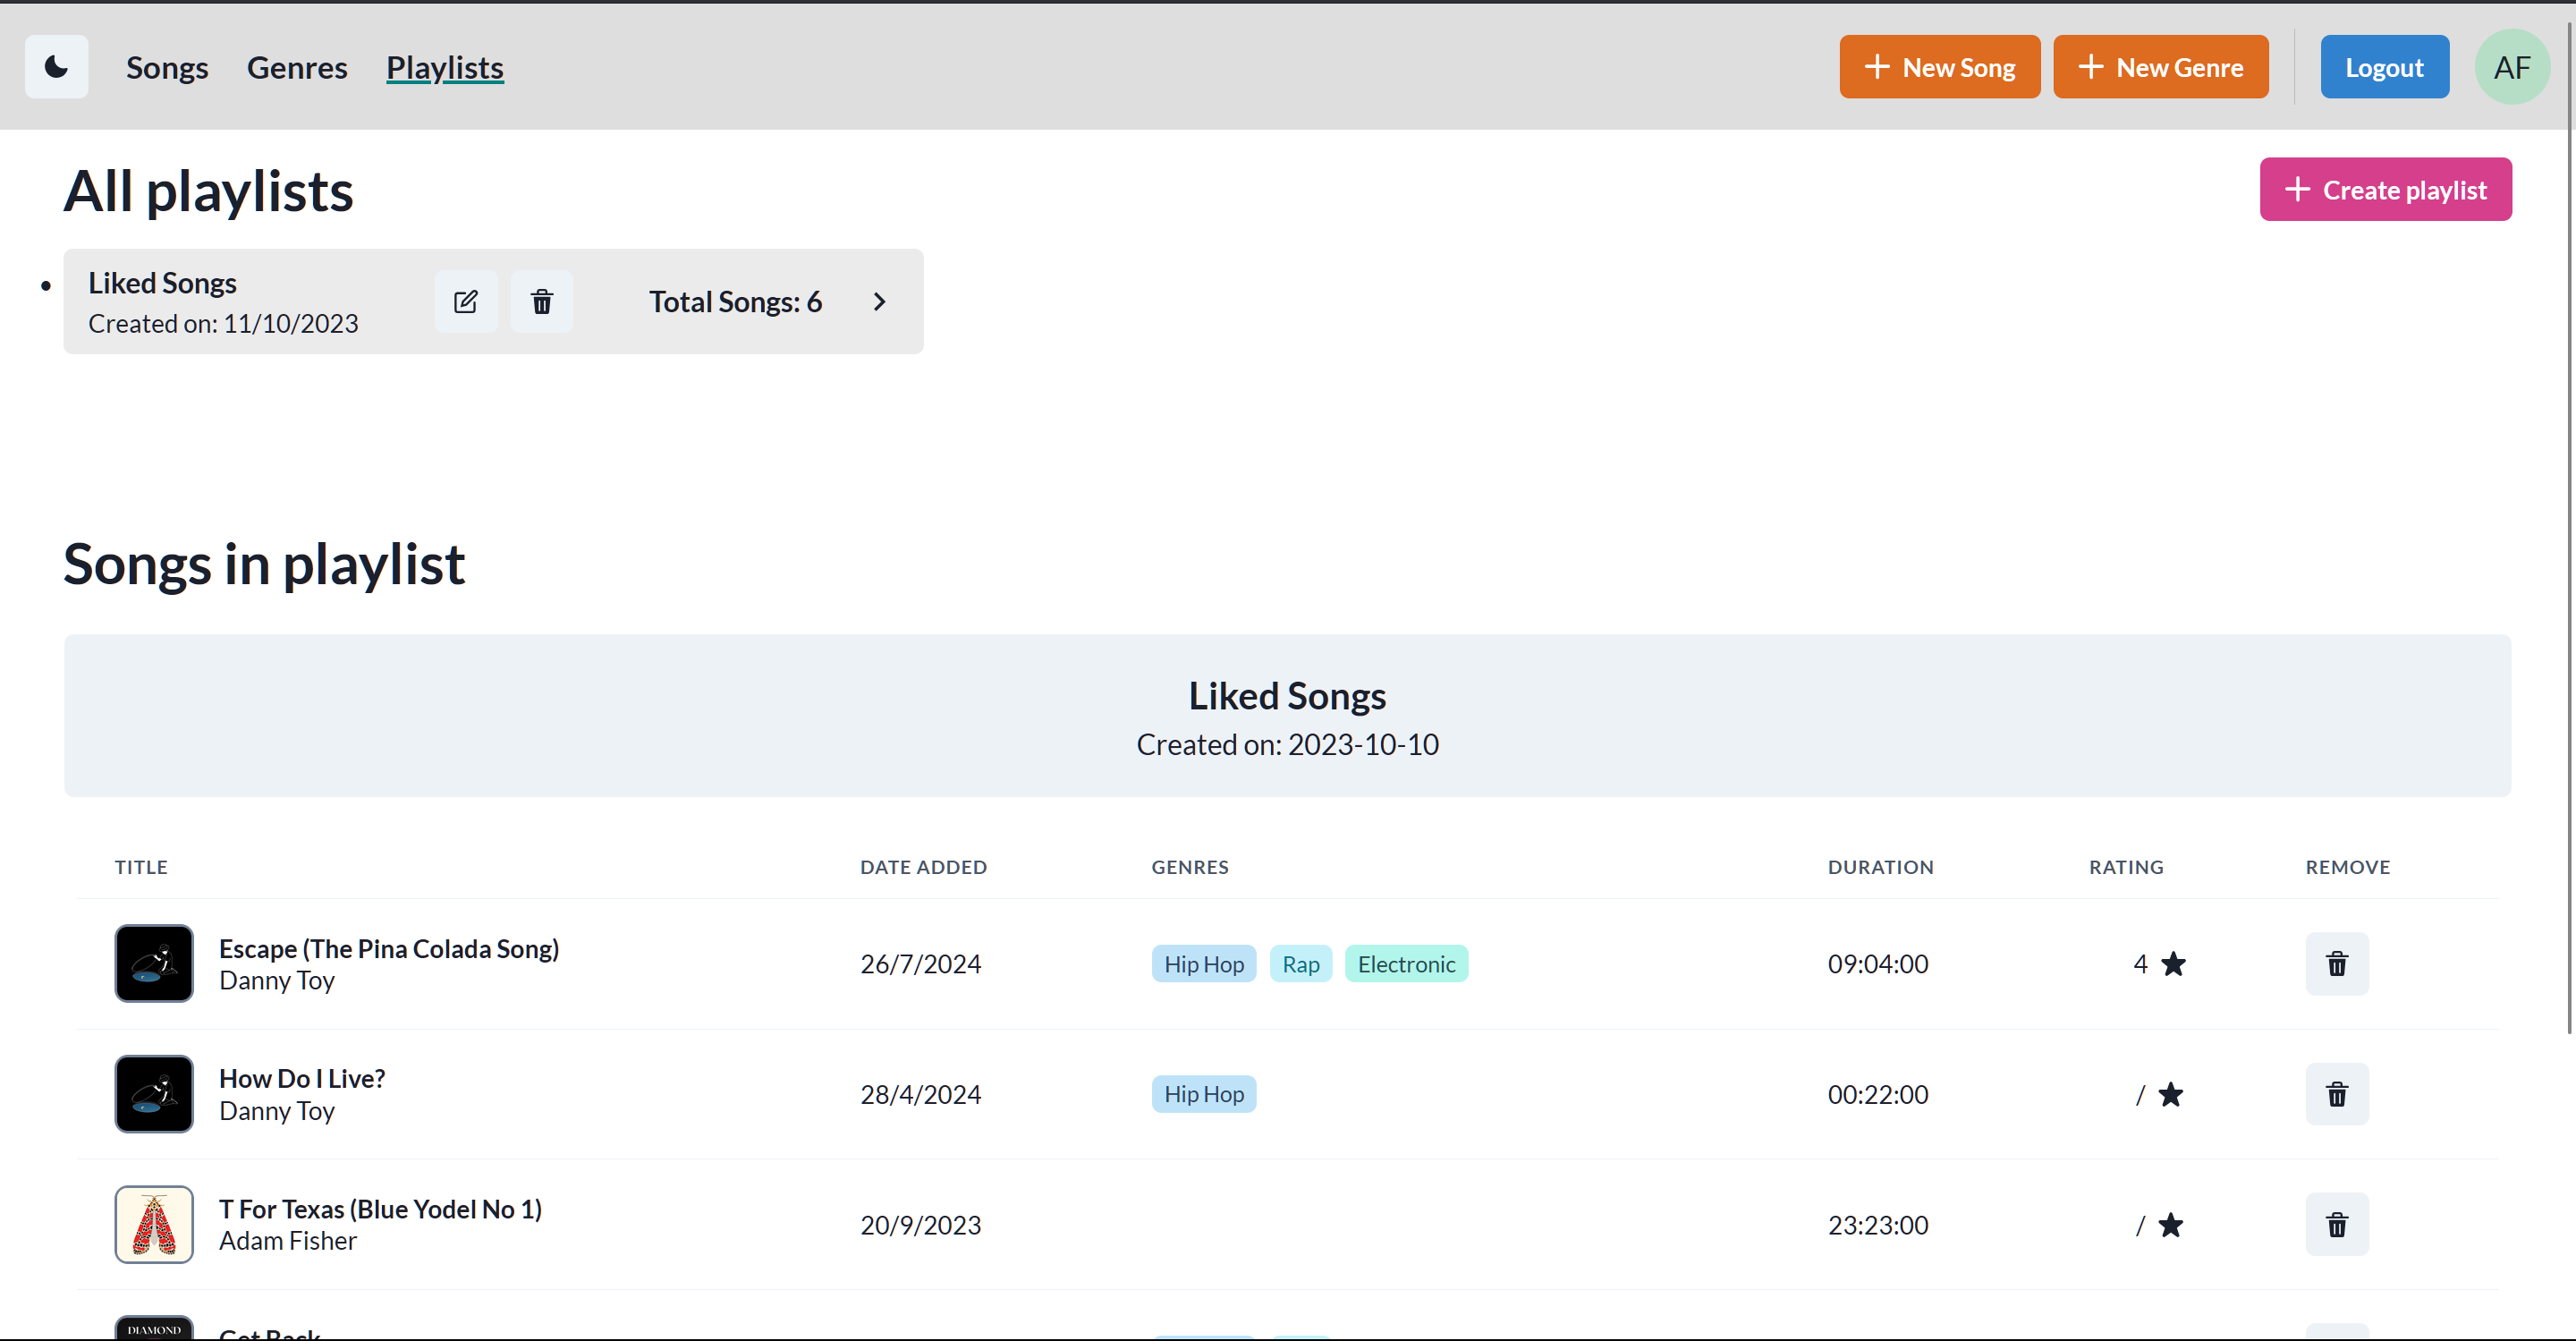 Songs Genres Playlists New Song New Genre Logout AF
All playlists Create playlist
Liked Songs
Created on: 11/10/2023
Total Songs: 6
Songs in playlist
Liked Songs
Created on: 2023-10-10
TITLE DATE ADDED GENRES DURATION RATING REMOVE
Escape (The Pina Colada Song)
Danny Toy
26/7/2024 Hip Hop Rap Electronic 09:04:00 4
How Do I Live?
Danny Toy
28/4/2024 Hip Hop 00:22:00 /
T For Texas (Blue Yodel No 1)
Adam Fisher
20/9/2023 23:23:00 /
DIAMOND
Get Back